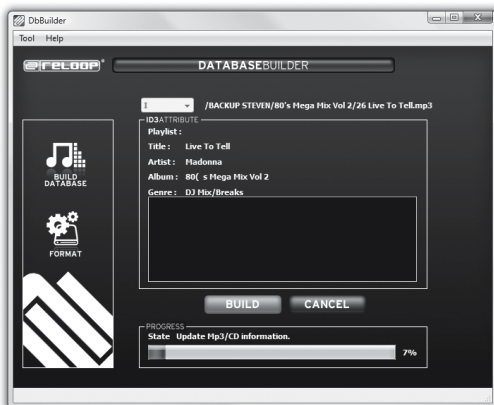 DbBuilder
Tool Help
reloop®
DATABASEBUILDER
I /BACKUP STEVEN/80's Mega Mix Vol 2/26 Live To Tell.mp3
ID3ATTRIBUTE
Playlist :
Title : Live To Tell
Artist : Madonna
Album : 80( s Mega Mix Vol 2
Genre : DJ Mix/Breaks
BUILD
DATABASE
FORMAT
BUILD CANCEL
PROGRESS
State Update Mp3/CD information.
7%